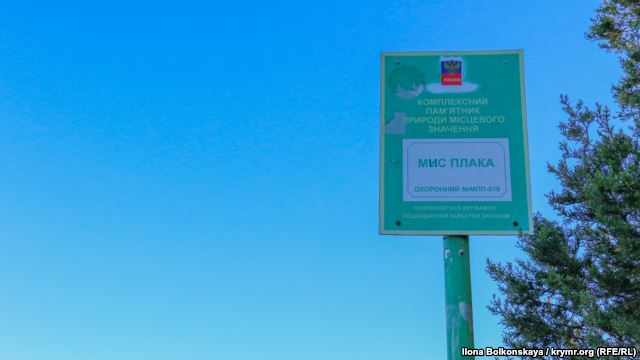 РОССИЯ
КОМПЛЕКСНИЙ
ПАМ'ЯТНИК
ПРИРОДИ МІСЦЕВОГО
ЗНАЧЕННЯ
МИС ПЛАКА
ОХОРОННИЙ №МПП-010
ОХОРОНЯЄТЬСЯ ДЕРЖАВОЮ
ПОШКОДЖЕННЯ КАРАЄТСЯ ЗАКОНОМ
Ilona Bolkonskaya / krymr.org (RFE/RL)